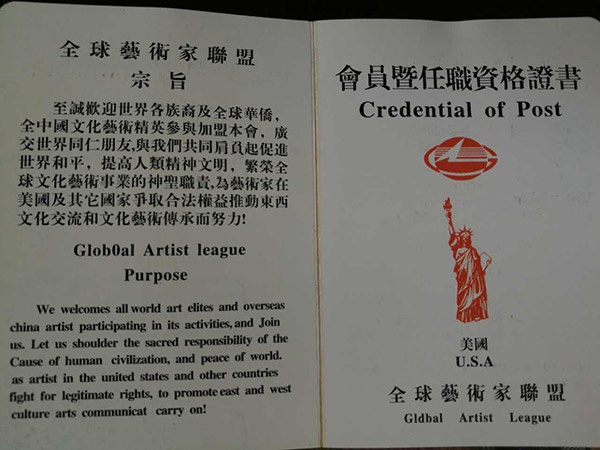 全球藝術家聯盟
宗旨
至誠歡迎世界各族裔及全球華僑，
全中國文化藝術精英參與加盟本會，廣
交世界同仁朋友，與我們共同肩負起促進
世界和平，提高人類精神文明，繁榮全
球文化藝術事業的神聖職責，為藝術家在
美國及其它國家爭取合法權益推動東西
文化交流和文化藝術傳承而努力!
Glob0al Artist league
Purpose
We welcomes all world art elites and overseas
china artist participating in its activities, and Join
us. Let us shoulder the sacred responsibility of the
Cause of human civilization, and peace of world.
as artist in the united states and other countries
fight for legitimate rights, to promote east and west
culture arts communicat carry on!
會員暨任職資格證書
Credential of Post
美國
U.S.A
全球藝術家聯盟
Gldbal Artist League